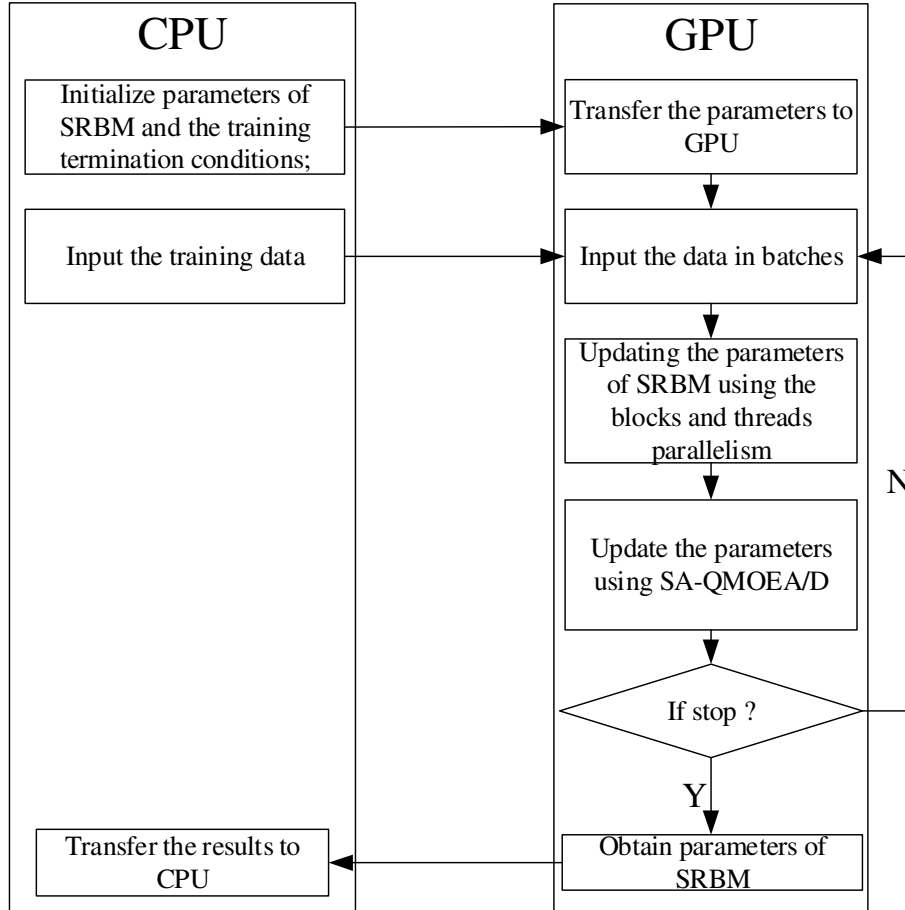 CPU
Initialize parameters of
SRBM and the training
termination conditions;
Input the training data
Transfer the results to
CPU
GPU
Transfer the parameters to
GPU
Input the data in batches
Updating the parameters
of SRBM using the
blocks and threads
parallelism
Update the parameters
using SA-QMOEA/D
If stop ?
N
Y
Obtain parameters of
SRBM